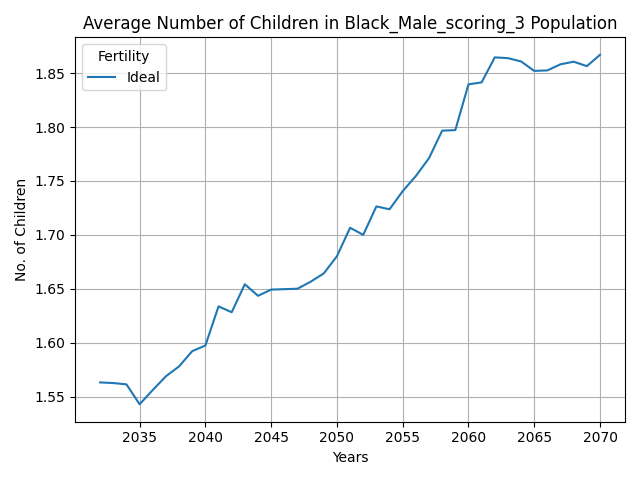 Average Number of Children in Black_Male_scoring_3 Population
Fertility
Ideal
No. of Children
1.85
1.80
1.75
1.70
1.65
1.60
1.55
2035 2040 2045 2050 2055 2060 2065 2070
Years